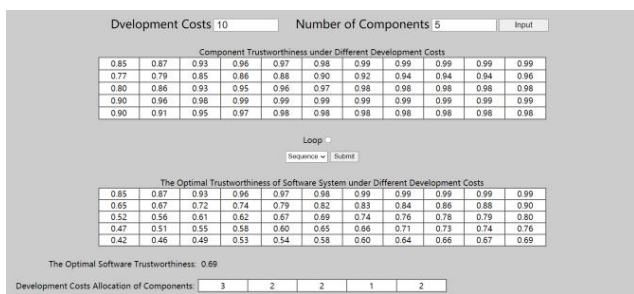 Dvelopment Costs 10 Number of Components 5 Input
Component Trustworthiness under Different Development Costs
0.85 0.87 0.93 0.96 0.97 0.98 0.99 0.99 0.99 0.99 0.99
0.77 0.79 0.85 0.86 0.88 0.90 0.92 0.94 0.94 0.94 0.96
0.80 0.86 0.93 0.95 0.96 0.97 0.98 0.98 0.98 0.98 0.98
0.90 0.96 0.98 0.99 0.99 0.99 0.99 0.99 0.99 0.99 0.99
0.90 0.91 0.95 0.97 0.98 0.98 0.98 0.98 0.98 0.98 0.98
Loop
Sequence Submit
The Optimal Trustworthiness of Software System under Different Development Costs
0.85 0.87 0.93 0.96 0.97 0.98 0.99 0.99 0.99 0.99 0.99
0.65 0.67 0.72 0.74 0.79 0.82 0.83 0.84 0.86 0.88 0.90
0.52 0.56 0.61 0.62 0.67 0.69 0.74 0.76 0.78 0.79 0.80
0.47 0.51 0.55 0.58 0.60 0.65 0.66 0.71 0.73 0.74 0.76
0.42 0.46 0.49 0.53 0.54 0.58 0.60 0.64 0.66 0.67 0.69
The Optimal Software Trustworthiness: 0.69
Development Costs Allocation of Components: 3 2 2 1 2